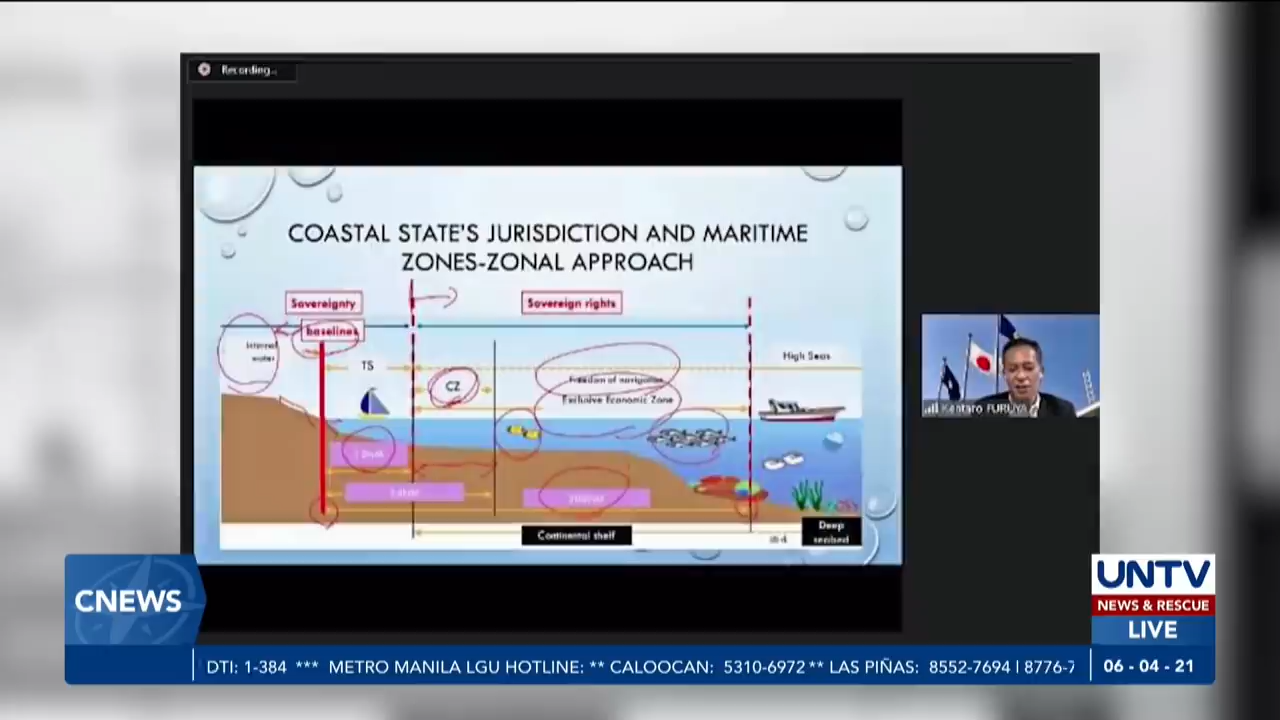 Recording...
COASTAL STATE'S JURISDICTION AND MARITIME
ZONES-ZONAL APPROACH
Sovereignty
Sovereign rights
baselines
Internal
water
TS
High Seas
CZ
Freedom of navigation
Exclusive Economic Zone
Continental shelf
Deep
seabed
Kentaro FURUYA
CNEWS
UNTV
NEWS & RESCUE
LIVE
DTI: 1-384 *** METRO MANILA LGU HOTLINE: ** CALOOCAN: 5310-6972 ** LAS PIÑAS: 8552-7694 | 8776-7
06 - 04 - 21